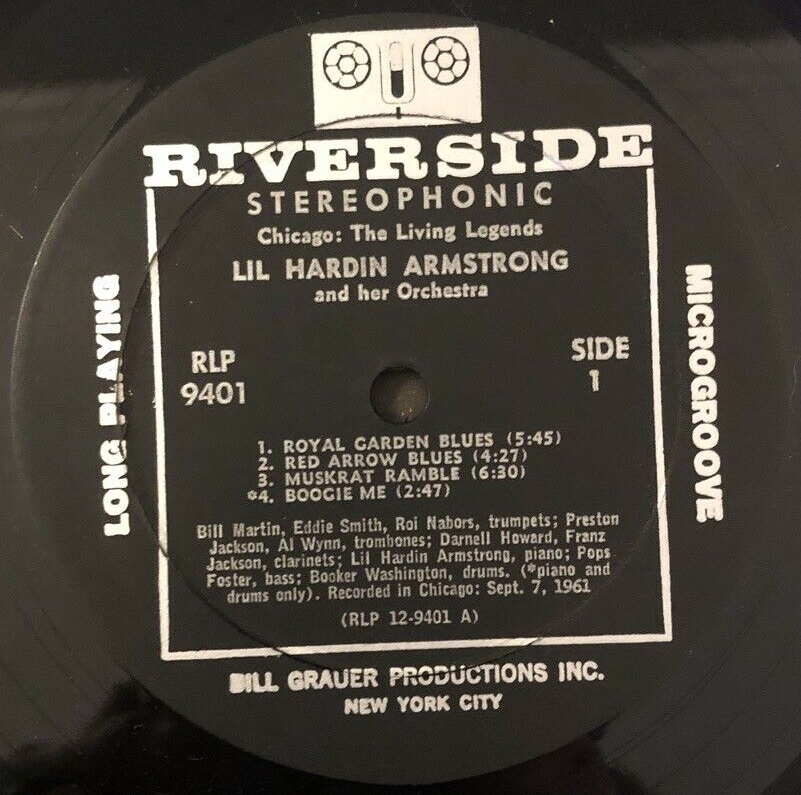 RIVERSIDE
STEREOPHONIC
Chicago: The Living Legends
LIL HARDIN ARMSTRONG
and her Orchestra
LONG PLAYING
MICROGROOVE
RLP
9401
SIDE
1
1. ROYAL GARDEN BLUES (5:45)
2. RED ARROW BLUES (4:27)
3. MUSKRAT RAMBLE (6:30)
*4. BOOGIE ME (2:47)
Bill Martin, Eddie Smith, Roi Nabors, trumpets; Preston
Jackson, Al Wynn, trombones; Darnell Howard, Franz
Jackson, clarinets; Lil Hardin Armstrong, piano; Pops
Foster, bass; Booker Washington, drums. (*piano and
drums only). Recorded in Chicago: Sept. 7, 1961
(RLP 12-9401 A)
BILL GRAUER PRODUCTIONS INC.
NEW YORK CITY